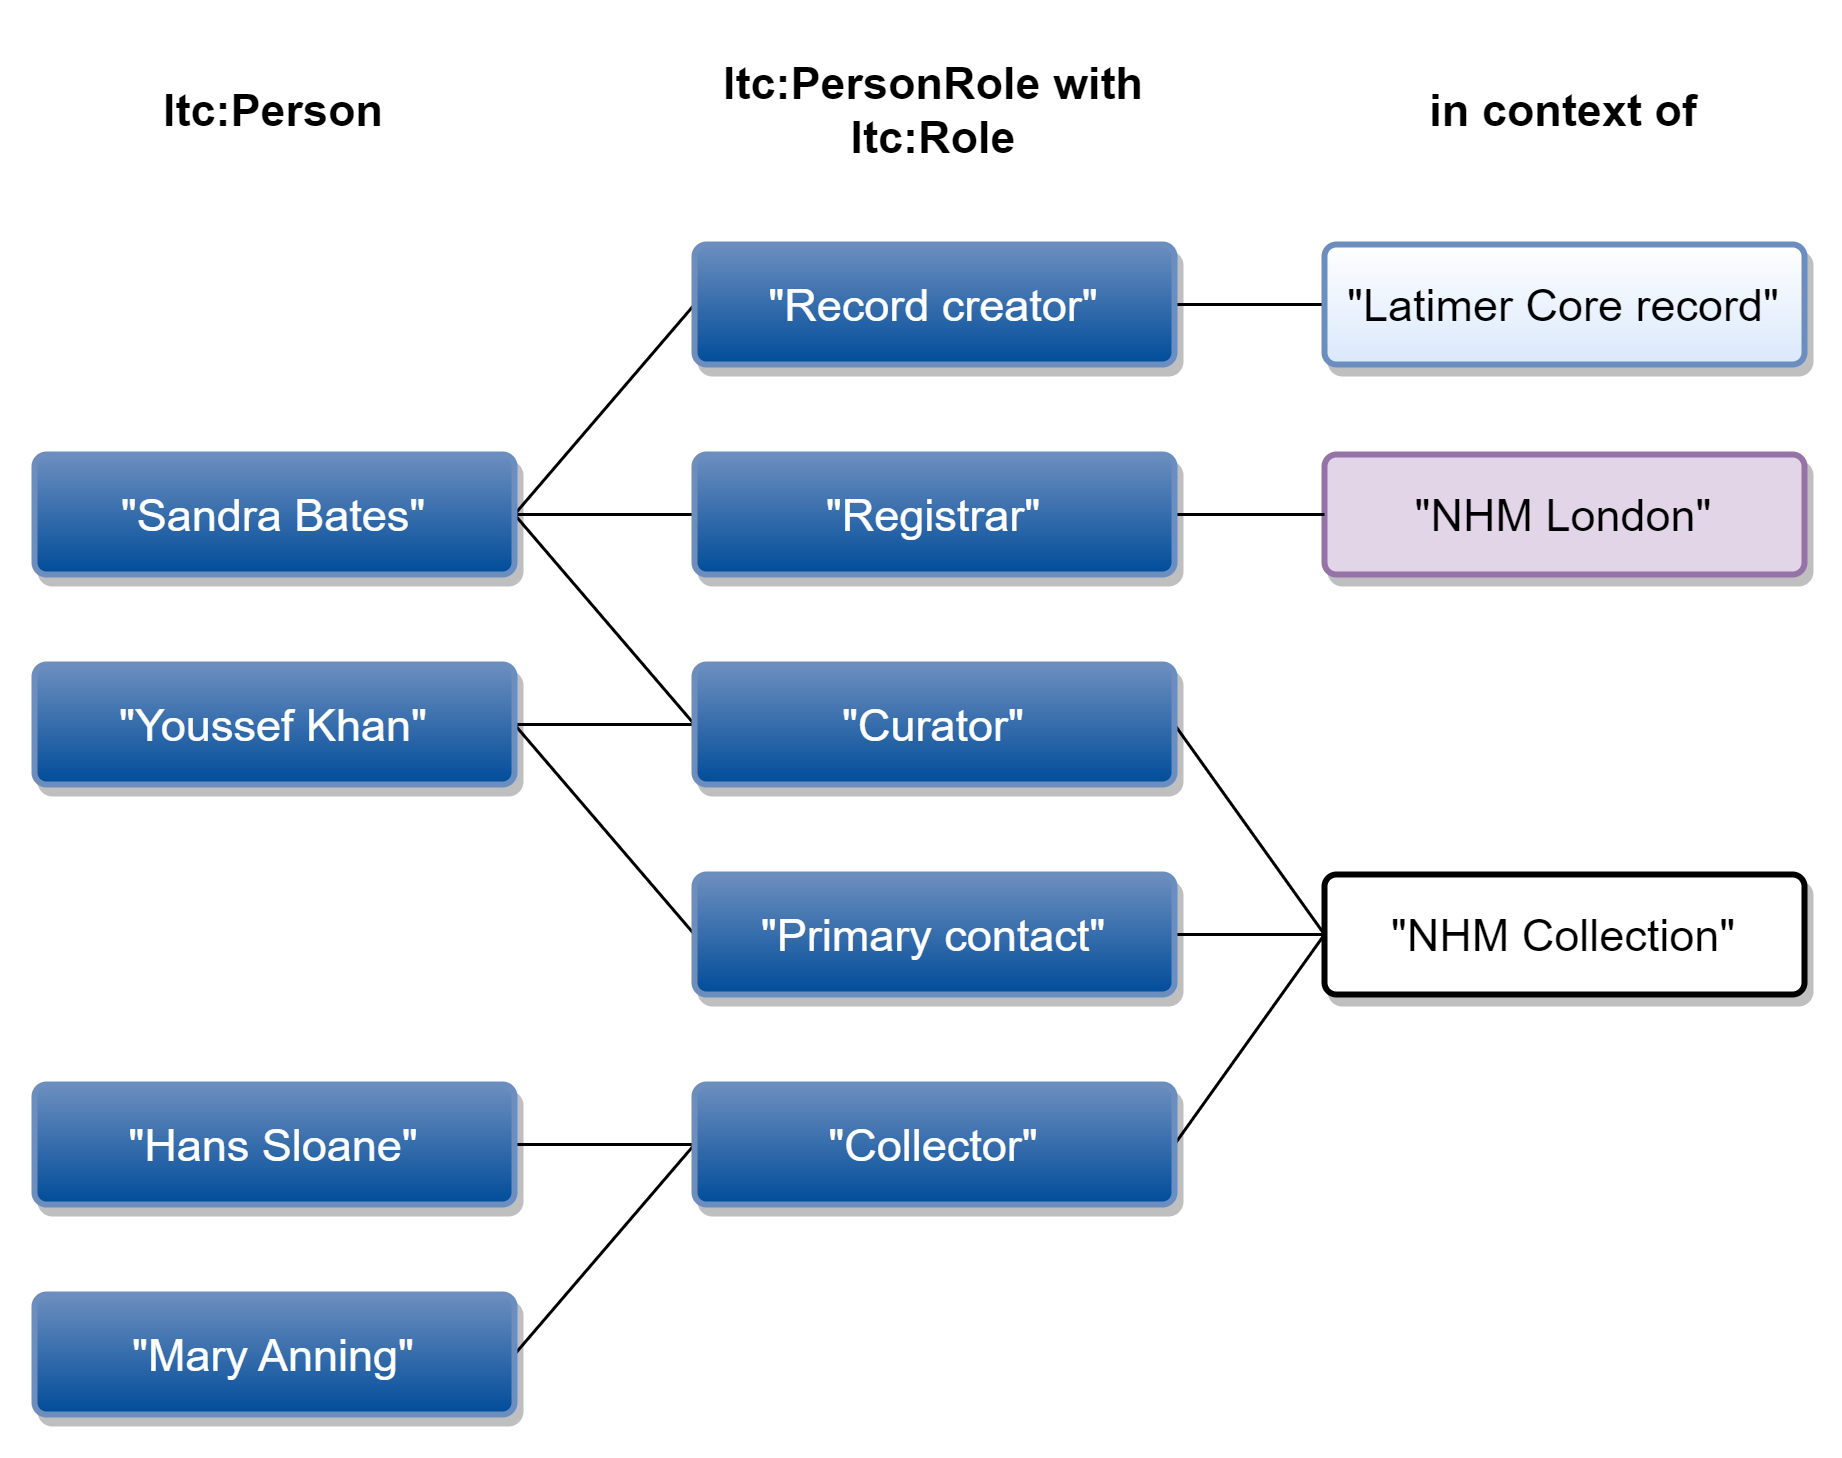 ltc:Person
ltc:PersonRole with
ltc:Role
in context of
"Record creator"
"Latimer Core record"
"Sandra Bates"
"Registrar"
"NHM London"
"Youssef Khan"
"Curator"
"Primary contact"
"NHM Collection"
"Hans Sloane"
"Collector"
"Mary Anning"